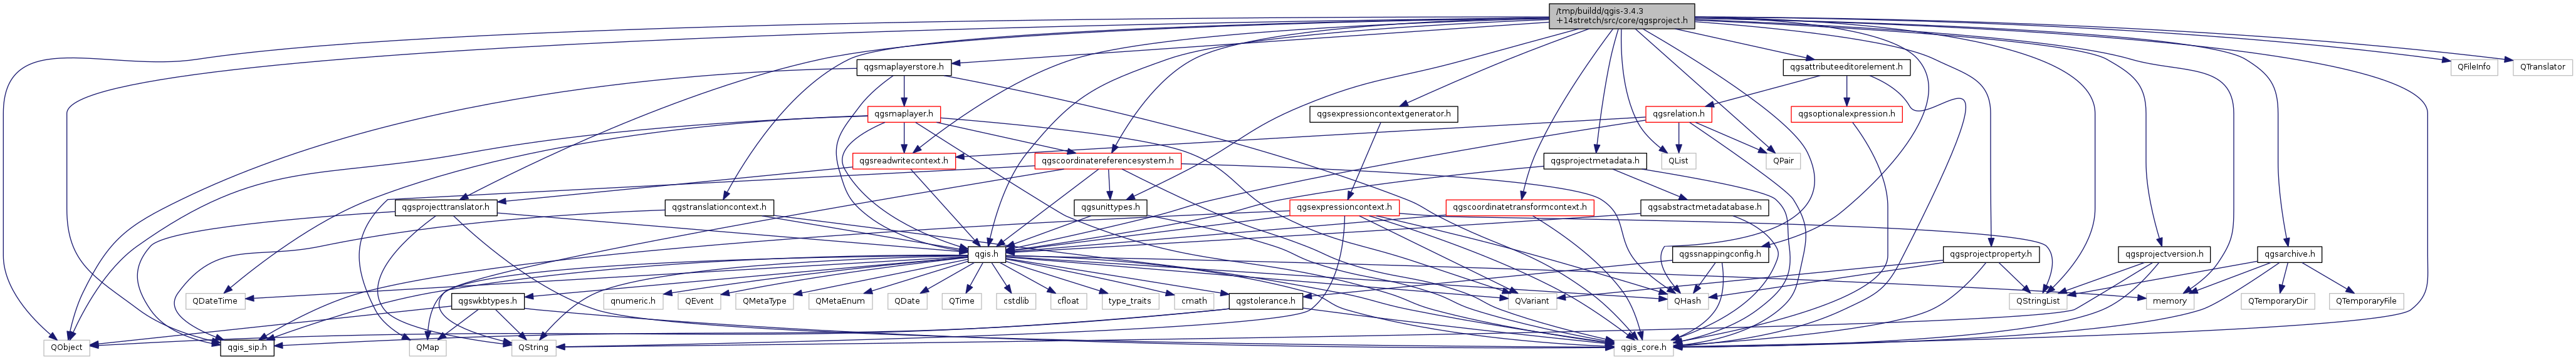 /tmp/buildd/qgis-3.4.3
+14stretch/src/core/qgsproject.h
qgsmaplayerstore.h
qgsattributeeditorelement.h
QFileInfo
QTranslator
qgsmaplayer.h
qgsexpressioncontextgenerator.h
qgsrelation.h
qgsoptionalexpression.h
qgsreadwritecontext.h
qgscoordinatereferencesystem.h
qgsprojectmetadata.h
QList
QPair
qgsprojecttranslator.h
qgstranslationcontext.h
qgsunittypes.h
qgsexpressioncontext.h
qgscoordinatetransformcontext.h
qgsabstractmetadatabase.h
qgis.h
qgssnappingconfig.h
qgsprojectproperty.h
qgsprojectversion.h
qgsarchive.h
QDateTime
qgswkbtypes.h
qnumeric.h
QEvent
QMetaType
QMetaEnum
QDate
QTime
cstdlib
cfloat
type_traits
cmath
qgstolerance.h
QVariant
QHash
QStringList
memory
QTemporaryDir
QTemporaryFile
QObject
qgis_sip.h
QMap
QString
qgis_core.h